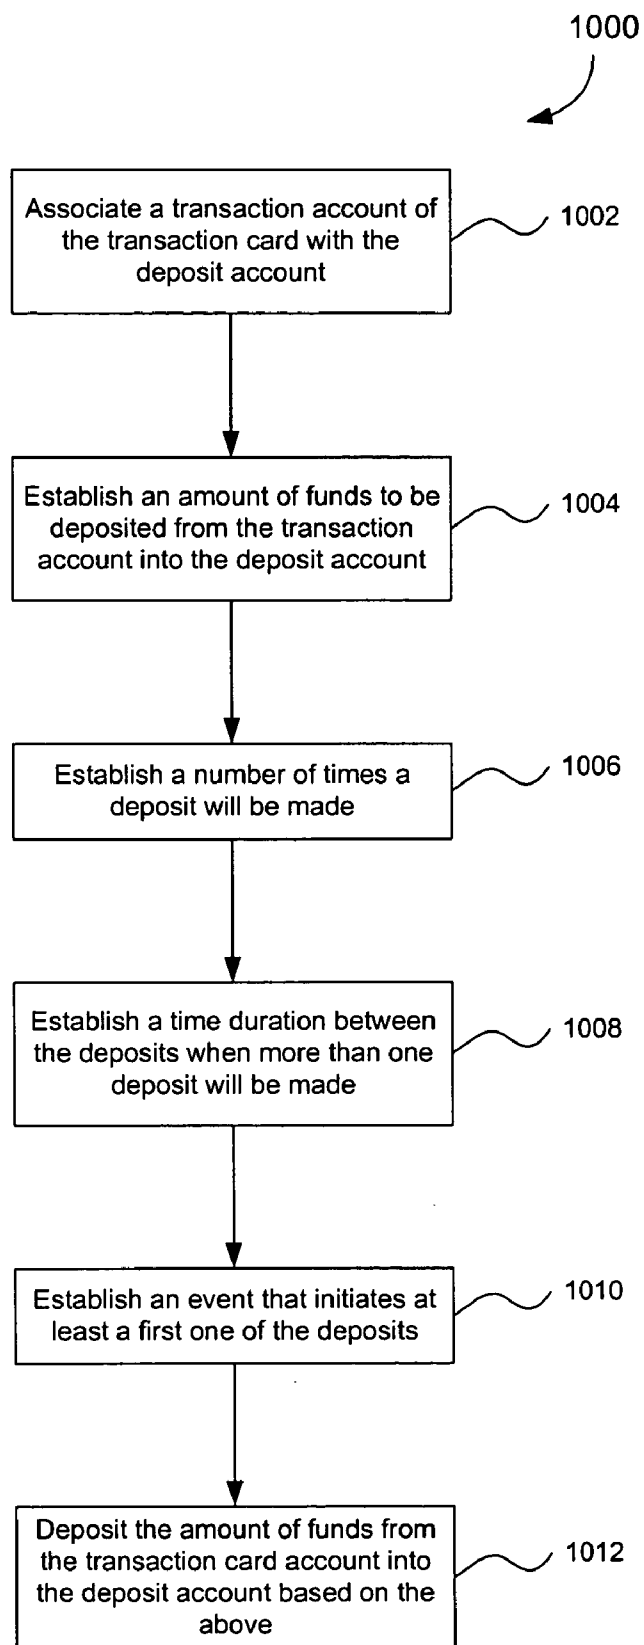 1000
Associate a transaction account of
the transaction card with the
deposit account
1002
Establish an amount of funds to be
deposited from the transaction
account into the deposit account
1004
Establish a number of times a
deposit will be made
1006
Establish a time duration between
the deposits when more than one
deposit will be made
1008
Establish an event that initiates at
least a first one of the deposits
1010
Deposit the amount of funds from
the transaction card account into
the deposit account based on the
above
1012